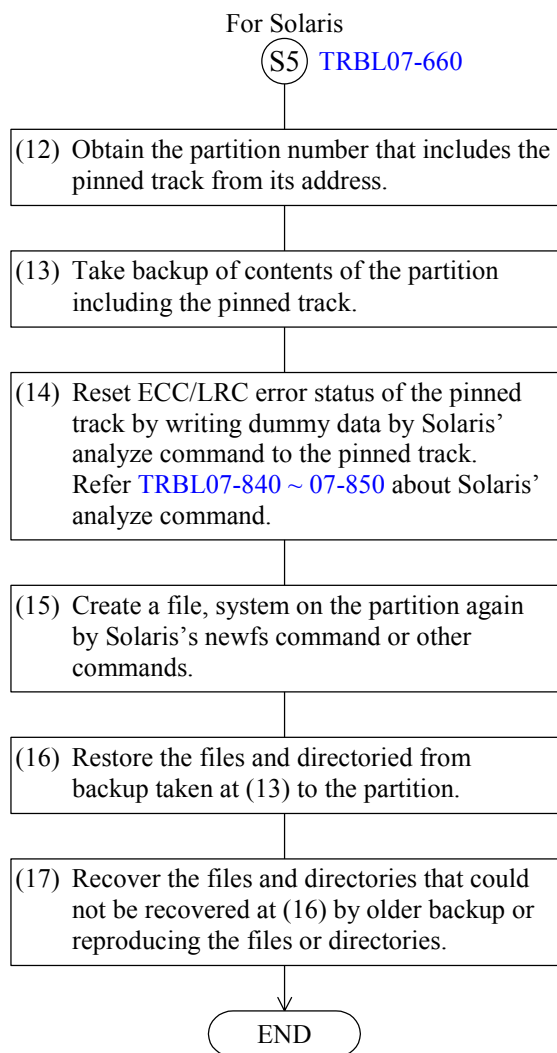 For Solaris
S5 TRBL07-660
(12) Obtain the partition number that includes the
pinned track from its address.
(13) Take backup of contents of the partition
including the pinned track.
(14) Reset ECC/LRC error status of the pinned
track by writing dummy data by Solaris’
analyze command to the pinned track.
Refer TRBL07-840 ~ 07-850 about Solaris’
analyze command.
(15) Create a file, system on the partition again
by Solaris’s newfs command or other
commands.
(16) Restore the files and directoried from
backup taken at (13) to the partition.
(17) Recover the files and directories that could
not be recovered at (16) by older backup or
reproducing the files or directories.
END